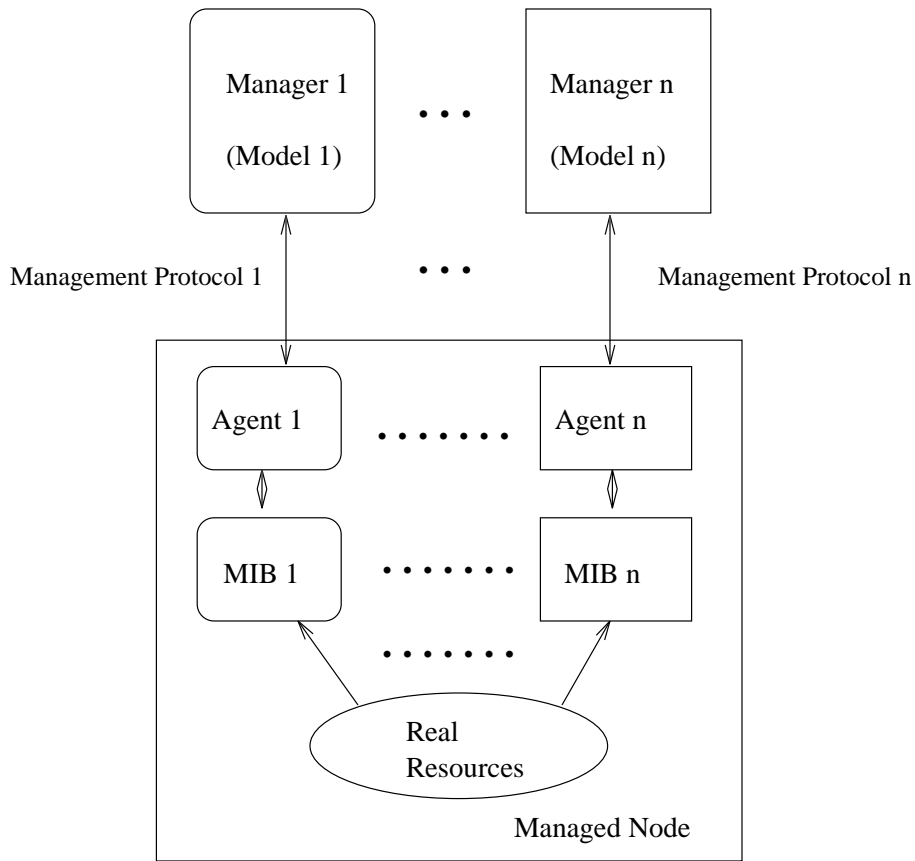 Manager 1
(Model 1)
Manager n
(Model n)
Management Protocol 1
Management Protocol n
Agent 1
Agent n
MIB 1
MIB n
Real
Resources
Managed Node